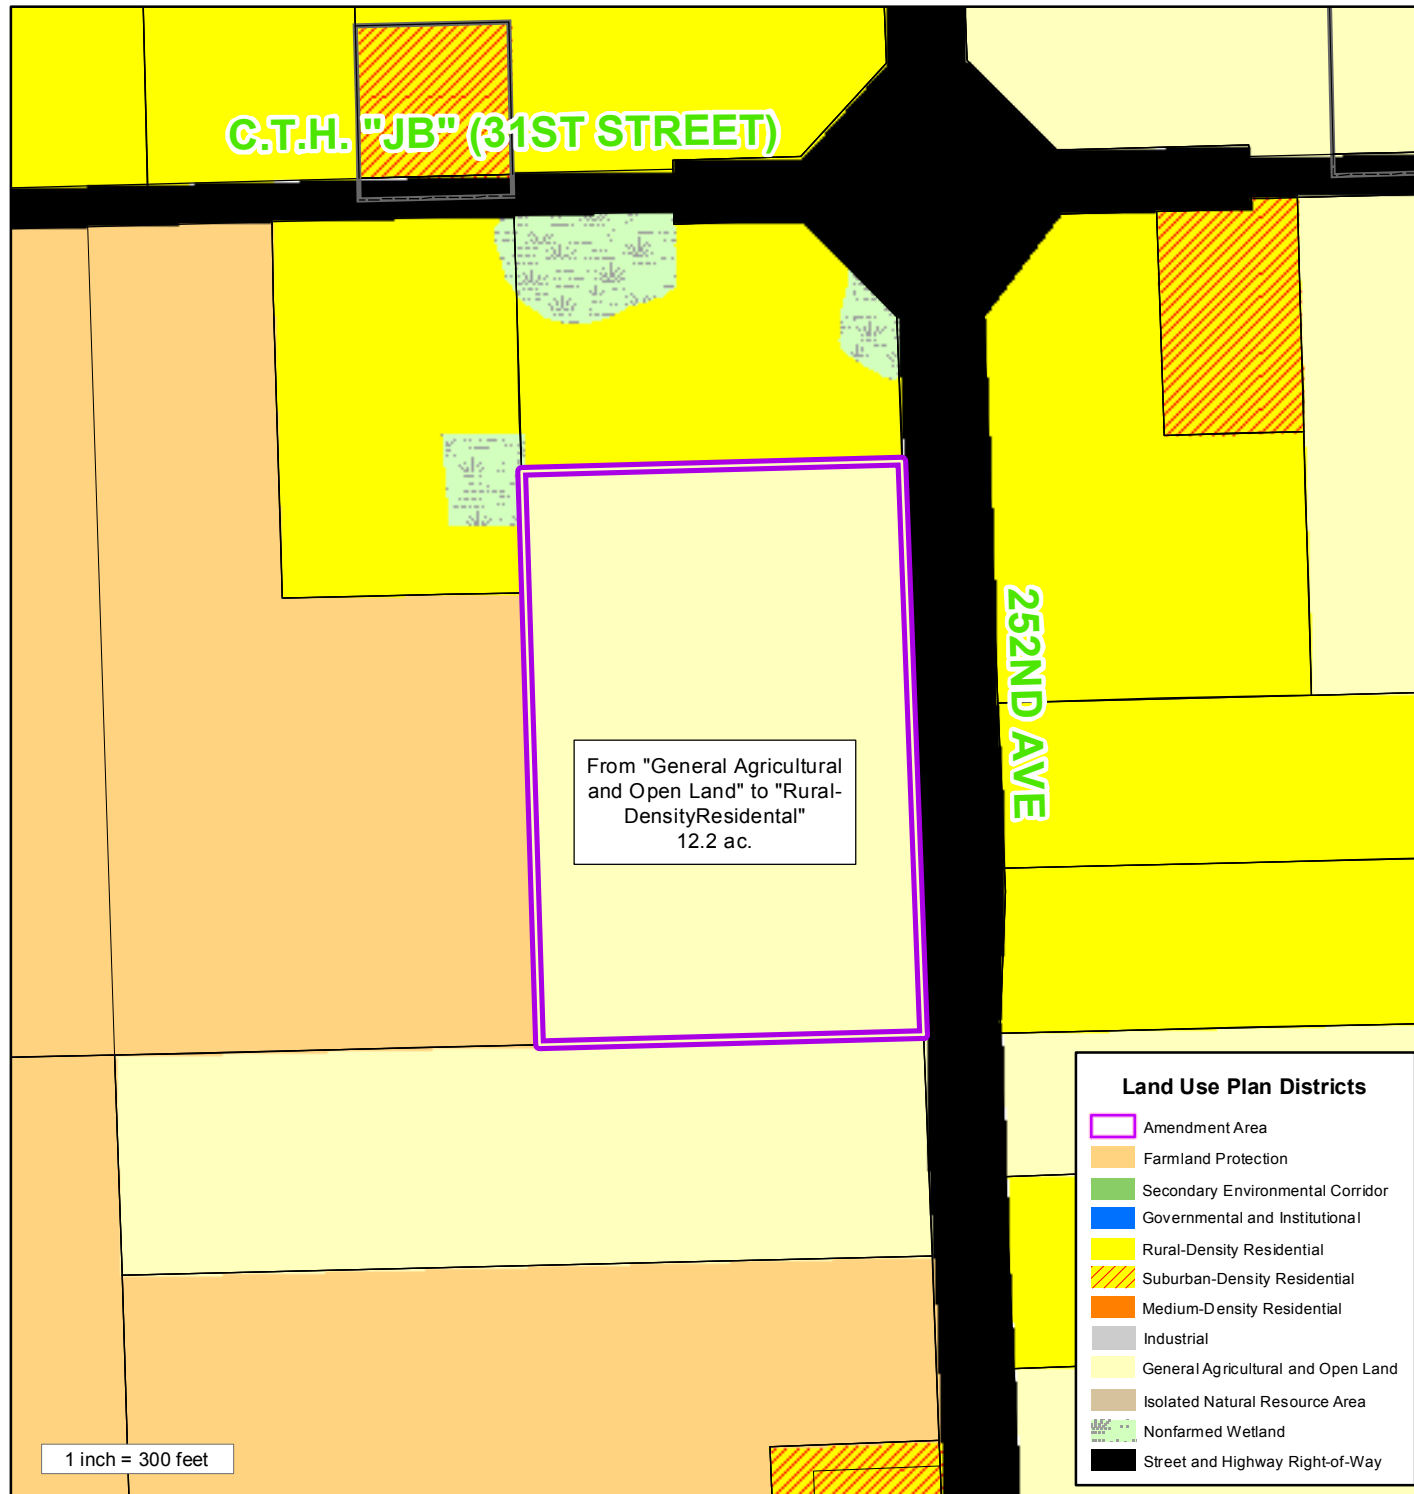 C.T.H. "JB" (31ST STREET)
252ND AVE
From "General Agricultural
and Open Land" to "Rural-
DensityResidental"
12.2 ac.
Land Use Plan Districts
Amendment Area
Farmland Protection
Secondary Environmental Corridor
Governmental and Institutional
Rural-Density Residential
Suburban-Density Residential
Medium-Density Residential
Industrial
General Agricultural and Open Land
Isolated Natural Resource Area
Nonfarmed Wetland
Street and Highway Right-of-Way
1 inch = 300 feet